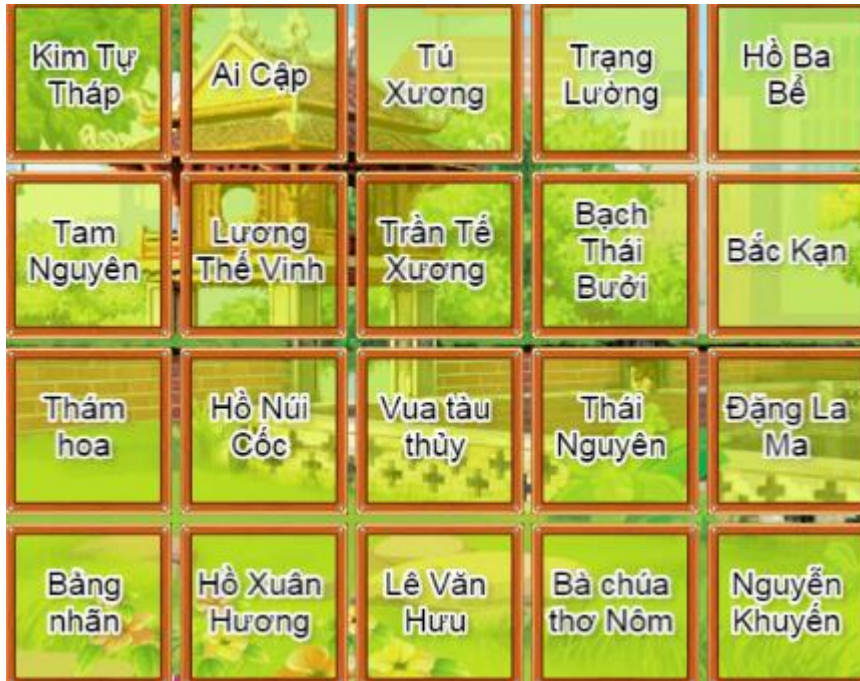 Kim Tự
Tháp
Ai Cập
Tú
Xương
Trạng
Lường
Hồ Ba
Bể
Tam
Nguyên
Lương
Thế Vinh
Trần Tế
Xương
Bạch
Thái
Bưởi
Bắc Kạn
Thám
hoa
Hồ Núi
Cốc
Vua tàu
thủy
Thái
Nguyên
Đặng La
Ma
Bảng
nhãn
Hồ Xuân
Hương
Lê Văn
Hưu
Bà chúa
thơ Nôm
Nguyễn
Khuyến